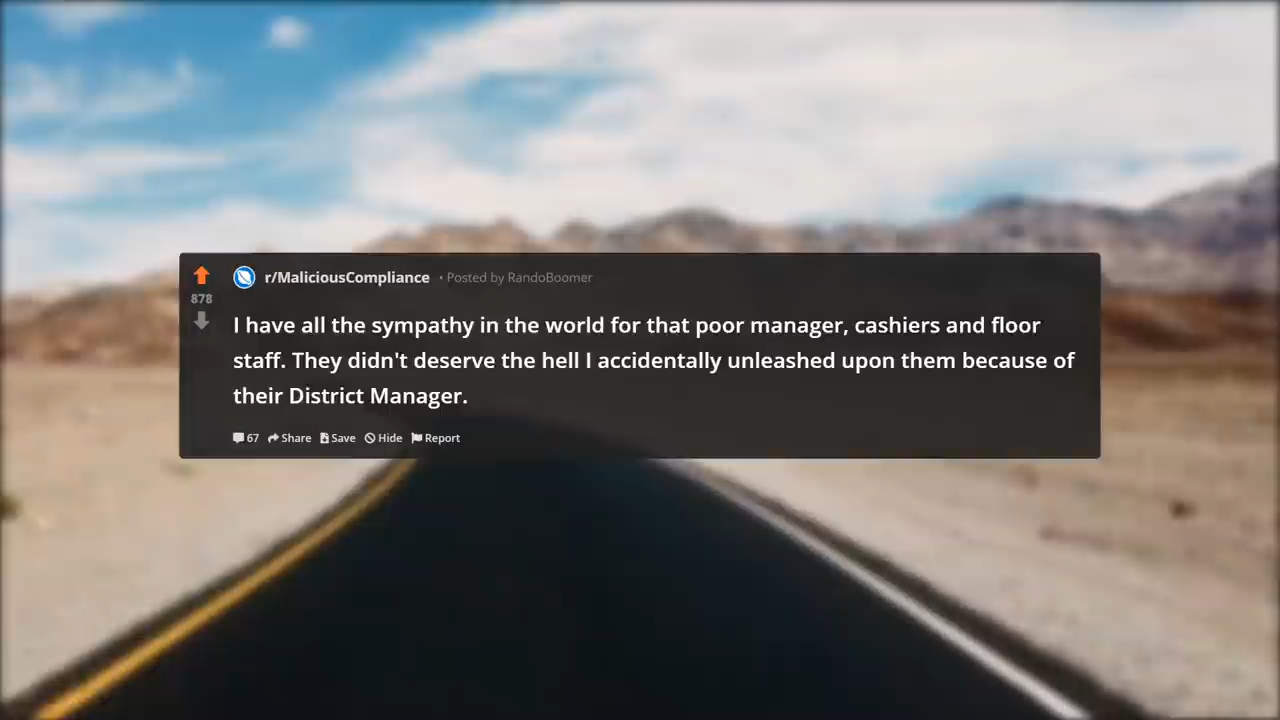 r/MaliciousCompliance • Posted by RandoBoomer
878
I have all the sympathy in the world for that poor manager, cashiers and floor
staff. They didn't deserve the hell I accidentally unleashed upon them because of
their District Manager.
67 Share Save Hide Report